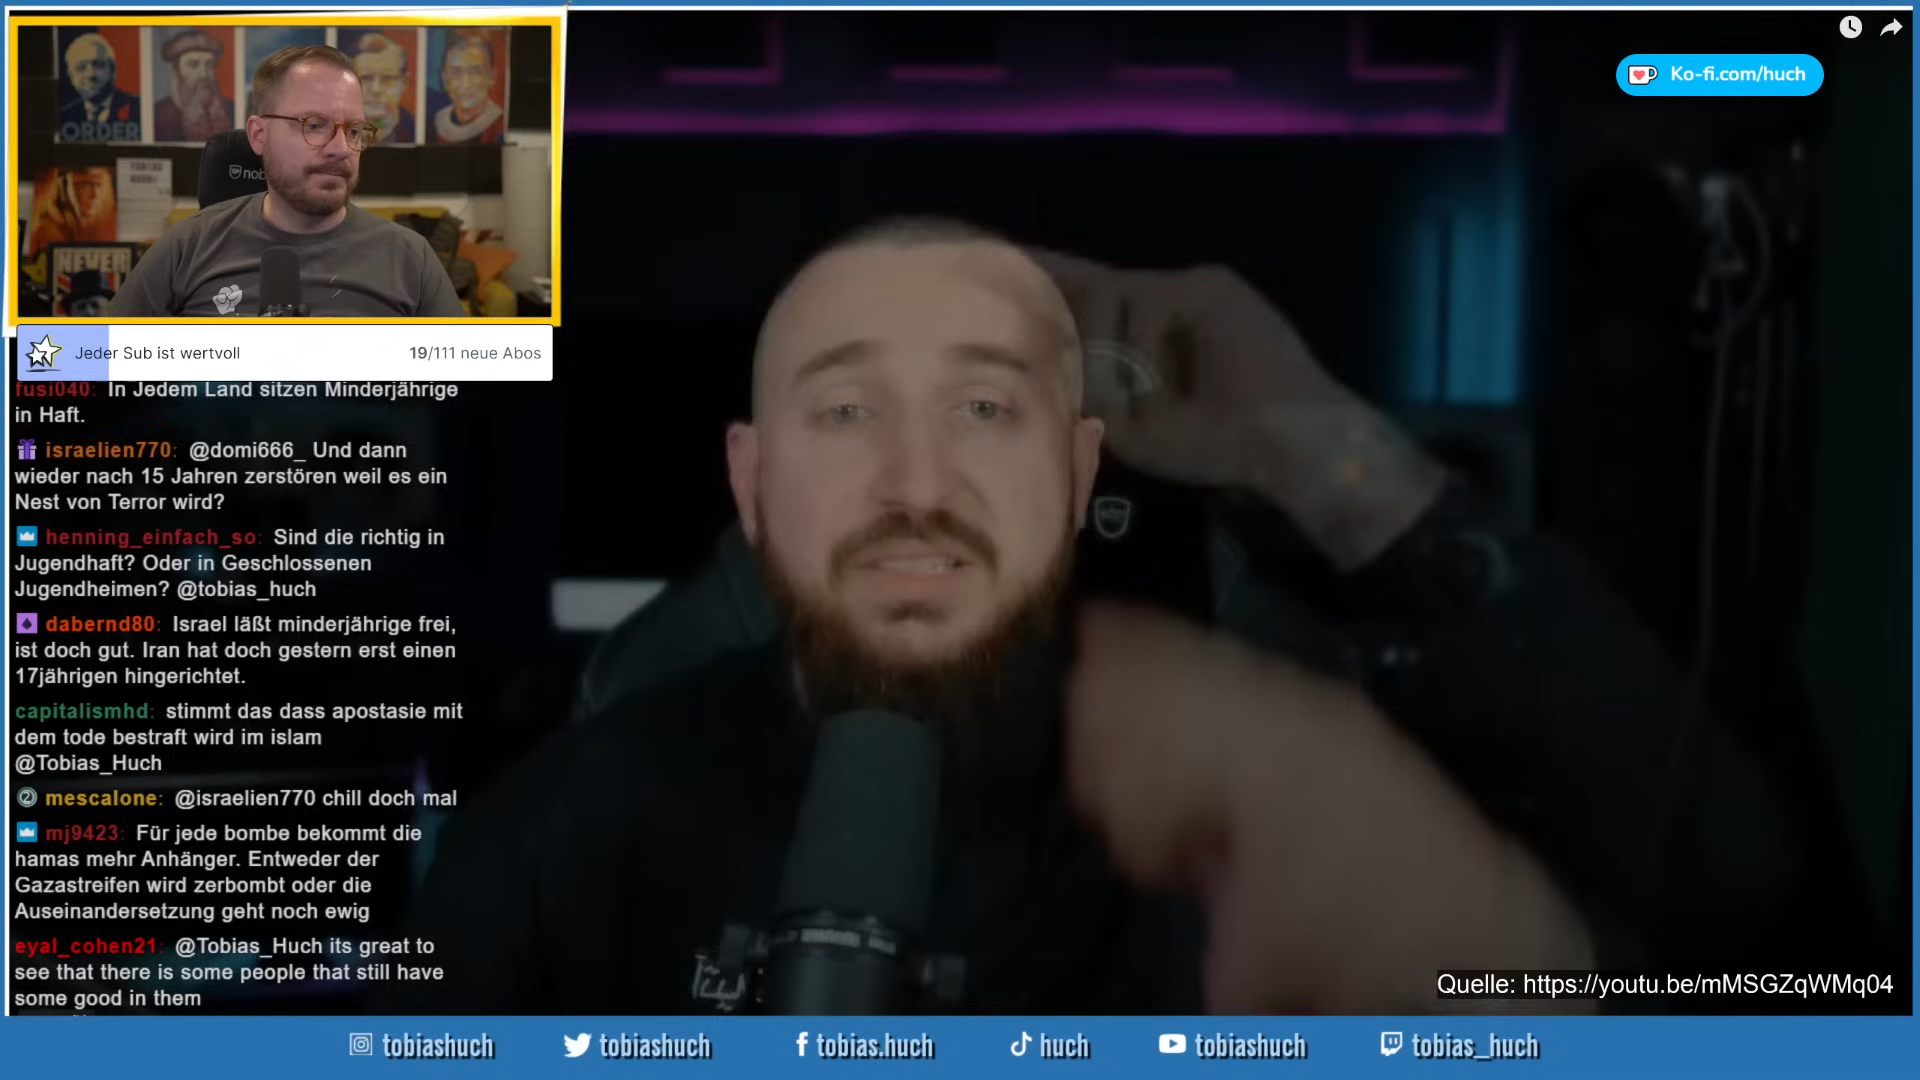 ORDER
nob
NEVER
Ko-fi.com/huch
Jeder Sub ist wertvoll 19/111 neue Abos
fusi040: In Jedem Land sitzen Minderjährige
in Haft.
israelien770: @domi666_ Und dann
wieder nach 15 Jahren zerstören weil es ein
Nest von Terror wird?
henning_einfach_so: Sind die richtig in
Jugendhaft? Oder in Geschlossenen
Jugendheimen? @tobias_huch
dabernd80: Israel läßt minderjährige frei,
ist doch gut. Iran hat doch gestern erst einen
17jährigen hingerichtet.
capitalismhd: stimmt das dass apostasie mit
dem tode bestraft wird im islam
@Tobias_Huch
mescalone: @israelien770 chill doch mal
mj9423: Für jede bombe bekommt die
hamas mehr Anhänger. Entweder der
Gazastreifen wird zerbombt oder die
Auseinandersetzung geht noch ewig
eyal_cohen21: @Tobias_Huch its great to
see that there is some people that still have
some good in them
Quelle: https://youtu.be/mMSGZqWMq04
tobiashuch tobiashuch tobias.huch huch tobiashuch tobias_huch